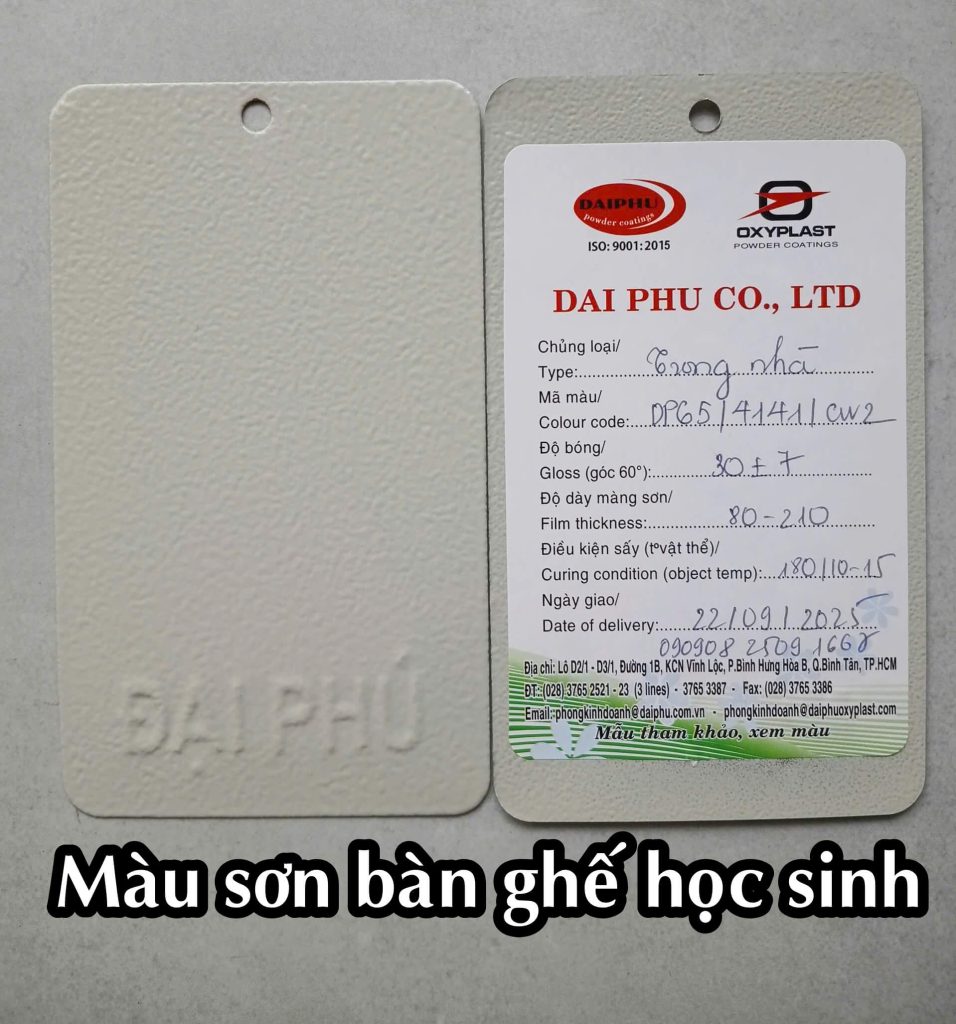 ĐẠI PHÚ
DAIPHU
powder coatings
ISO: 9001: 2015
OXYPLAST
POWDER COATINGS
DAI PHU CO., LTD
Chủng loại/
Type: Trong nhà
Mã màu/
Colour code: DP65/4141/CW2
Độ bóng/
Gloss (góc 60°): 30 ± 7
Độ dày màng sơn/
Film thickness: 80-210
Điều kiện sấy (t° vật thể)/
Curing condition (object temp): 180/10-15
Ngày giao/
Date of delivery: 22/09/2025
090908 2509
Địa chỉ: Lô D2/1 - D3/1, Đường 1B, KCN Vĩnh Lộc, P.Bình Hưng Hòa B, Q.Bình Tân, TP.HCM
ĐT: (028) 3765 2521 - 23 (3 lines) - 3765 3387 - Fax: (028) 3765 3386
Email: phongkinhdoanh@daiphu.com.vn - phongkinhdoanh@daiphuoxyplast.com
Mẫu tham khảo, xem màu
Màu sơn bàn ghế học sinh